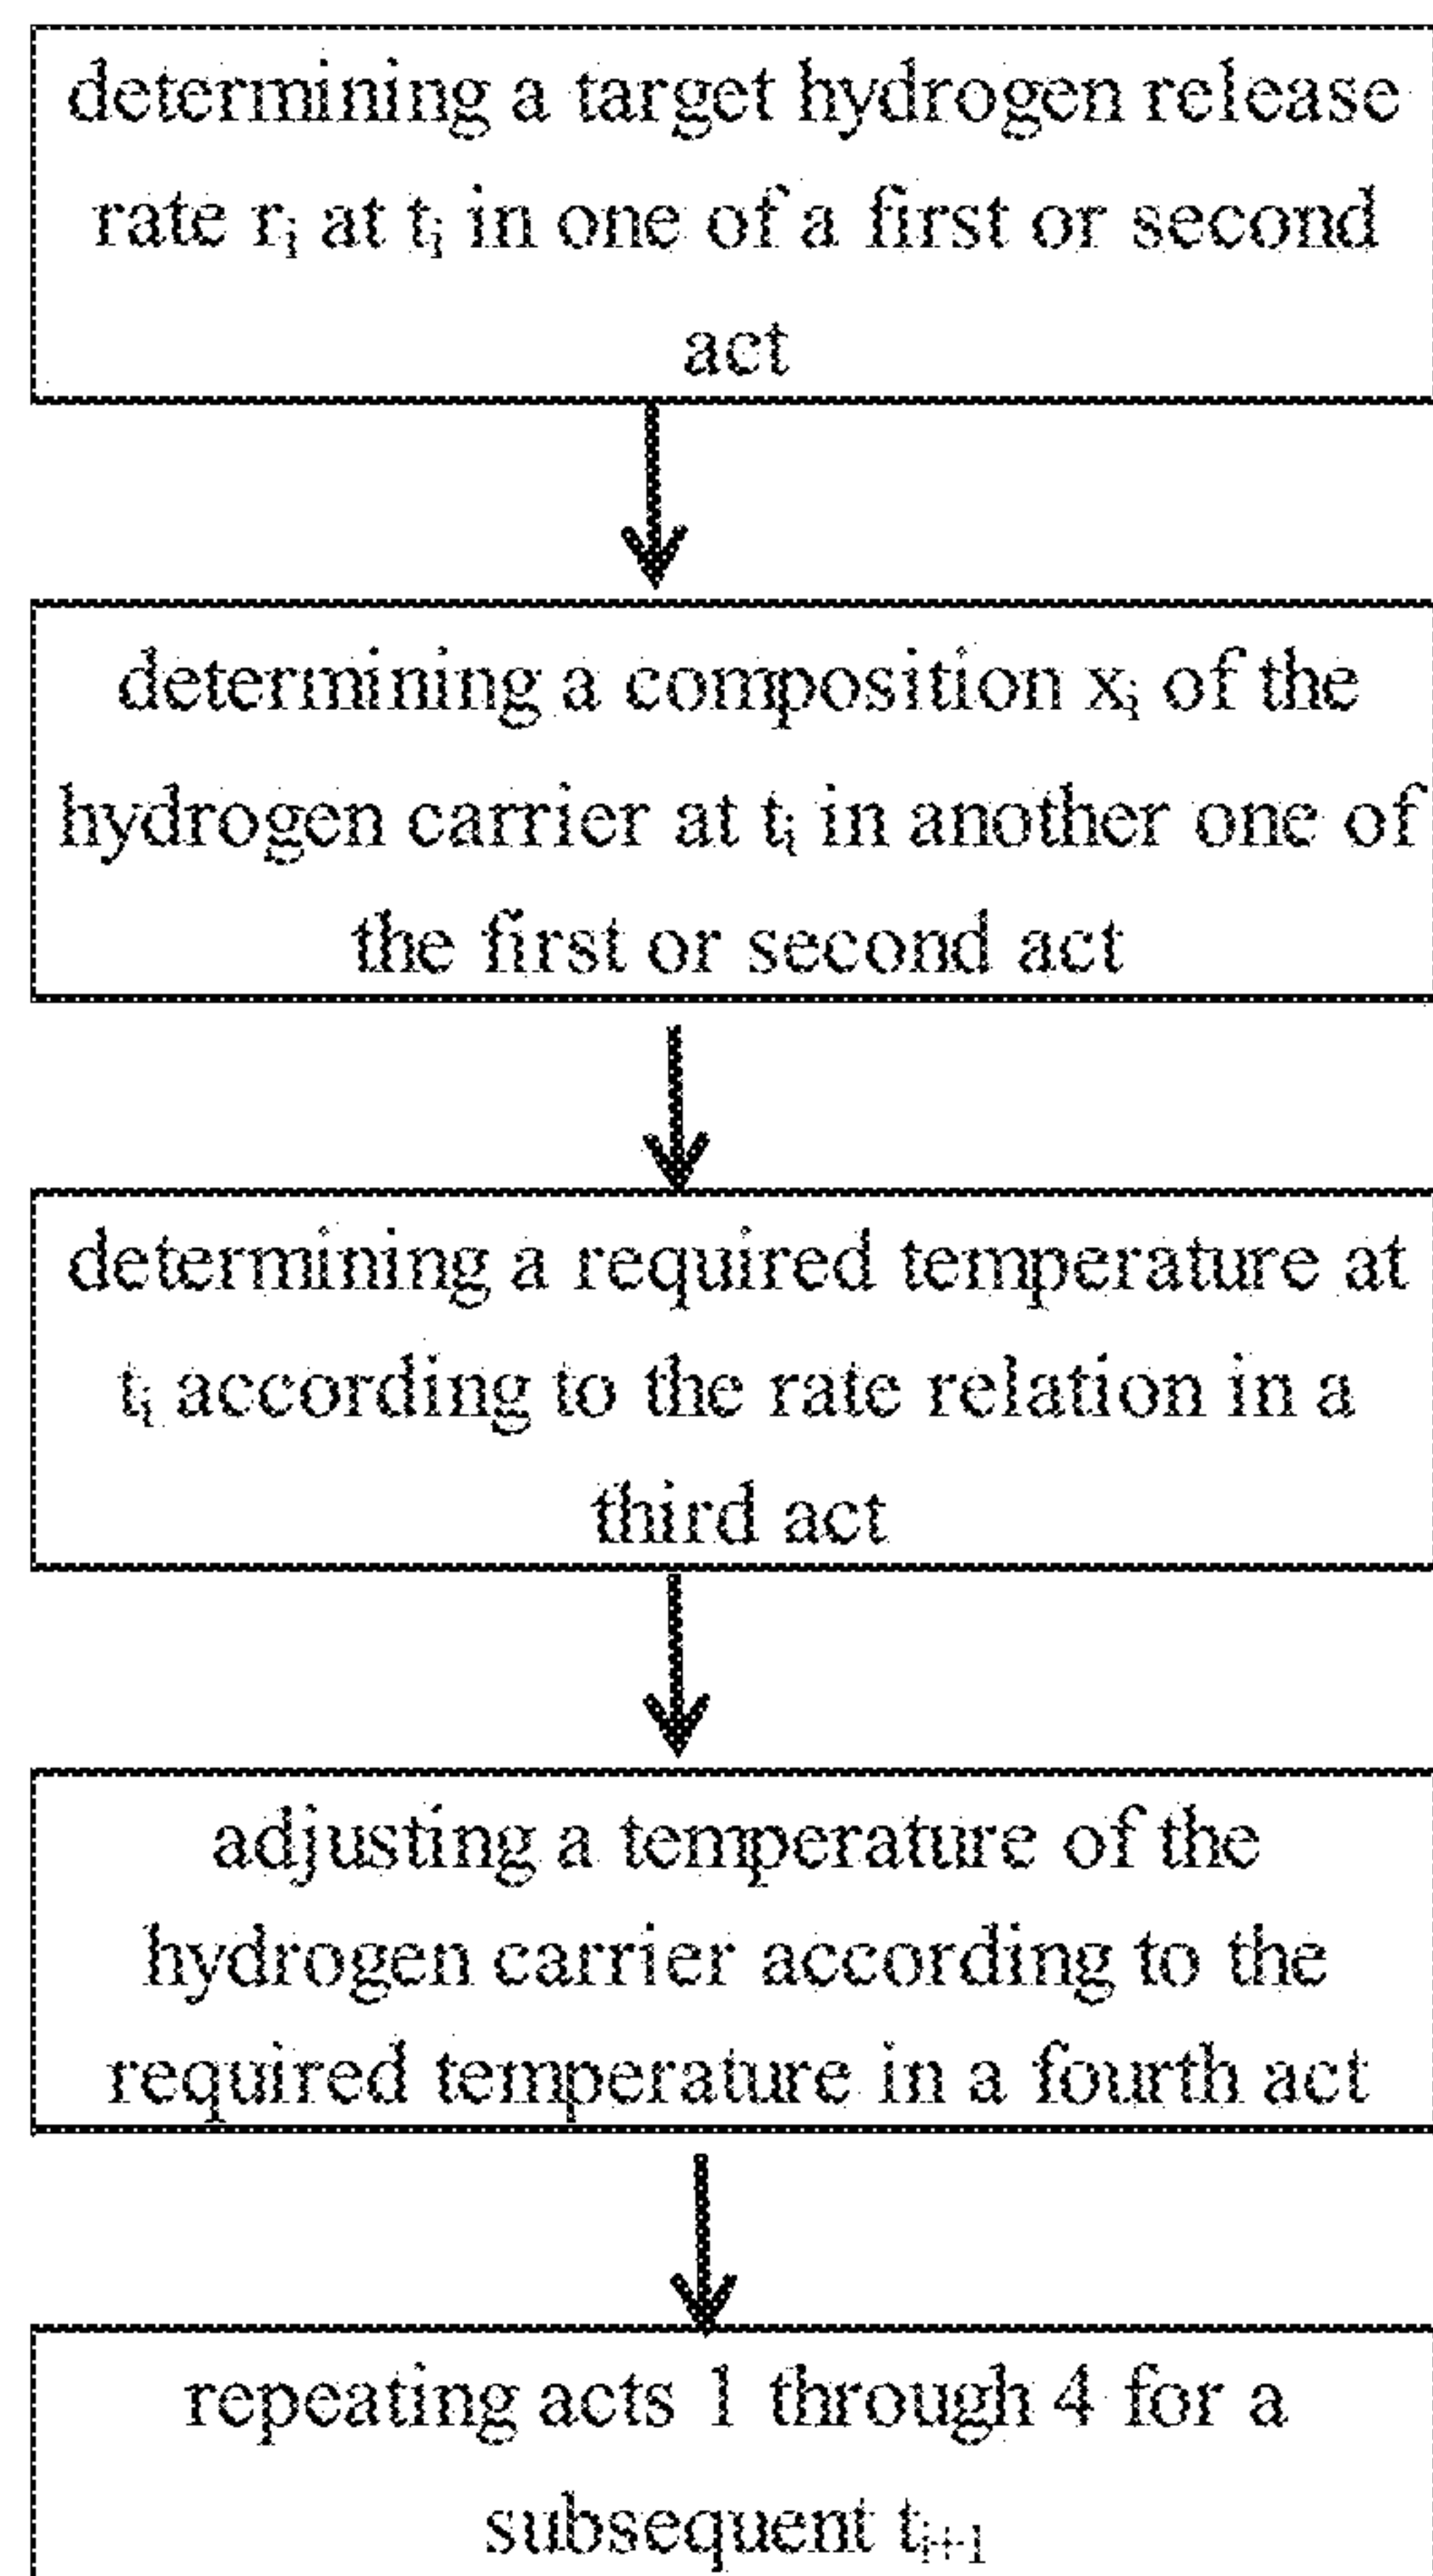 determining a target hydrogen release
rate rᵢ at tᵢ in one of a first or second
act
determining a composition xᵢ of the
hydrogen carrier at tᵢ in another one of
the first or second act
determining a required temperature at
tᵢ according to the rate relation in a
third act
adjusting a temperature of the
hydrogen carrier according to the
required temperature in a fourth act
repeating acts 1 through 4 for a
subsequent tᵢ₊₁